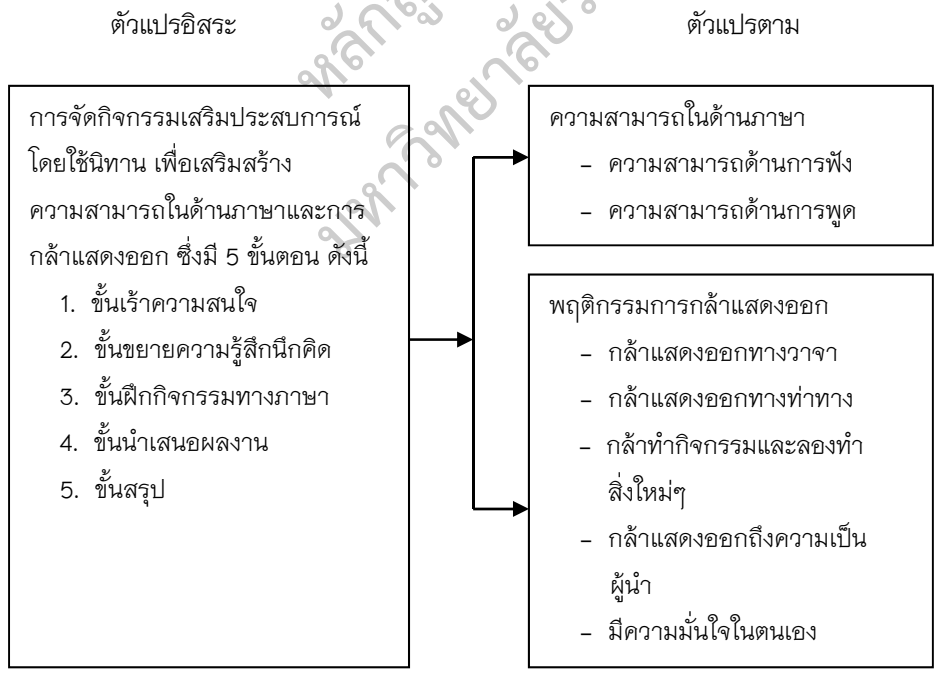 ตัวแปรอิสระ
ตัวแปรตาม
การจัดกิจกรรมเสริมประสบการณ์
โดยใช้นิทาน เพื่อเสริมสร้าง
ความสามารถในด้านภาษาและการ
กล้าแสดงออก ซึ่งมี 5 ขั้นตอน ดังนี้
1. ขั้นเร้าความสนใจ
2. ขั้นขยายความรู้สึกนึกคิด
3. ขั้นฝึกกิจกรรมทางภาษา
4. ขั้นนำเสนอผลงาน
5. ขั้นสรุป
ความสามารถในด้านภาษา
- ความสามารถด้านการฟัง
- ความสามารถด้านการพูด
พฤติกรรมการกล้าแสดงออก
- กล้าแสดงออกทางวาจา
- กล้าแสดงออกทางท่าทาง
- กล้าทำกิจกรรมและลองทำ
สิ่งใหม่ๆ
- กล้าแสดงออกถึงความเป็น
ผู้นำ
- มีความมั่นใจในตนเอง